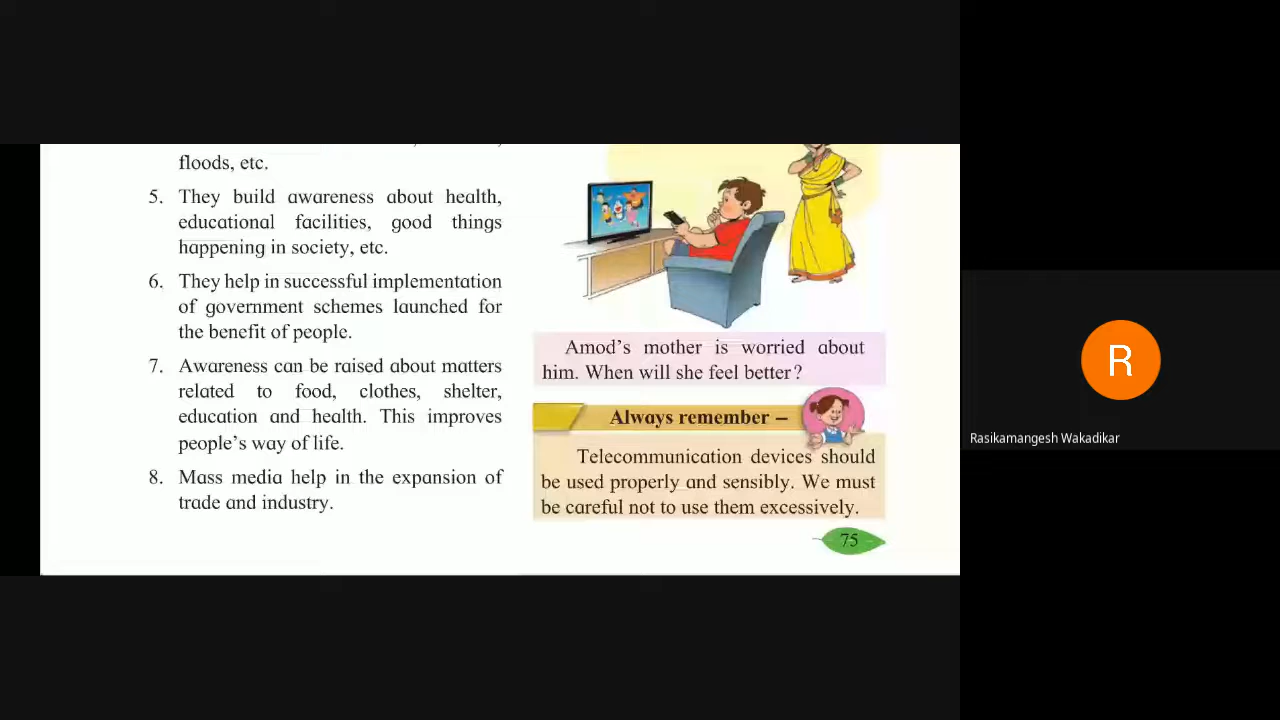 floods, etc.
5. They build awareness about health,
educational facilities, good things
happening in society, etc.
6. They help in successful implementation
of government schemes launched for
the benefit of people.
7. Awareness can be raised about matters
related to food, clothes, shelter,
education and health. This improves
people's way of life.
8. Mass media help in the expansion of
trade and industry.
Amod's mother is worried about
him. When will she feel better?
Always remember –
Telecommunication devices should
be used properly and sensibly. We must
be careful not to use them excessively.
75
R
Rasikamangesh Wakadikar